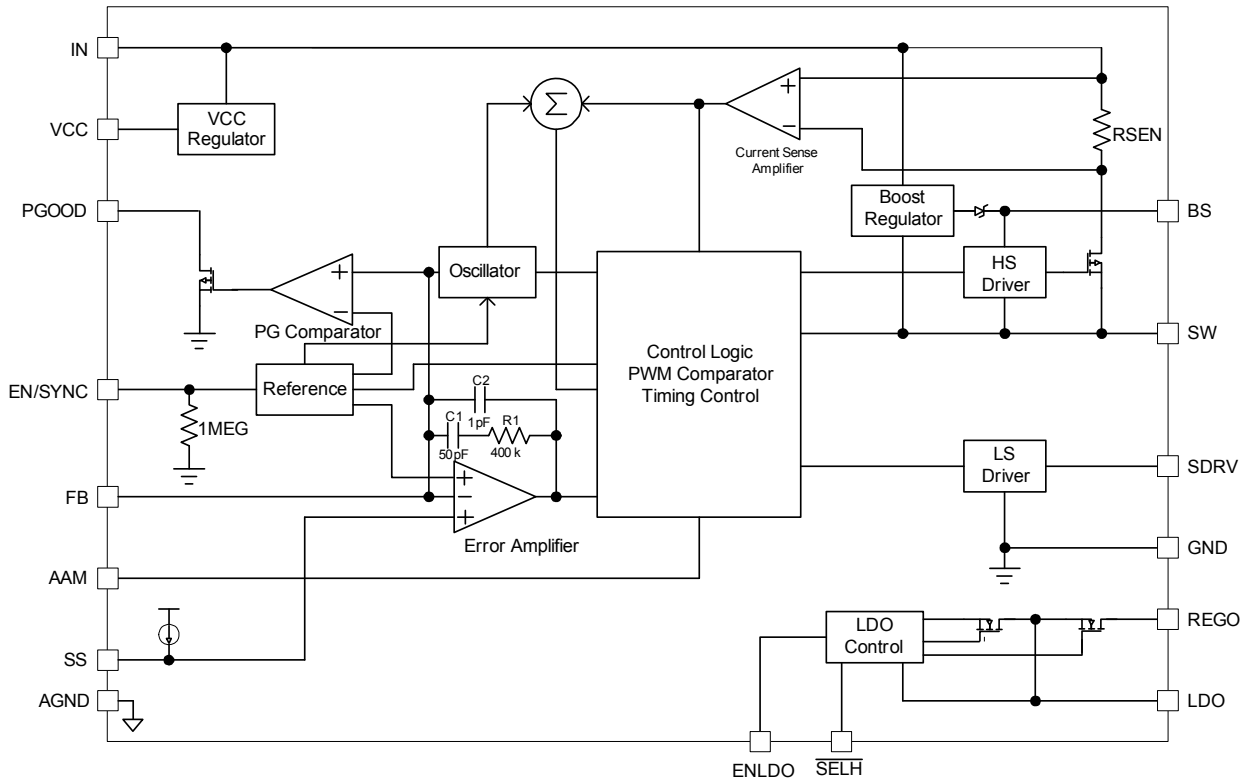 IN
VCC
VCC
Regulator
Σ
+
−
Current Sense
Amplifier
RSEN
PGOOD
Boost
Regulator
BS
+
−
PG Comparator
Oscillator
HS
Driver
SW
Control Logic
PWM Comparator
Timing Control
EN/SYNC
Reference
1MEG
C2
1pF
C1
50pF
R1
400 k
FB
+
−
+
Error Amplifier
LS
Driver
SDRV
GND
AAM
LDO
Control
REGO
SS
AGND
LDO
ENLDO
SELH